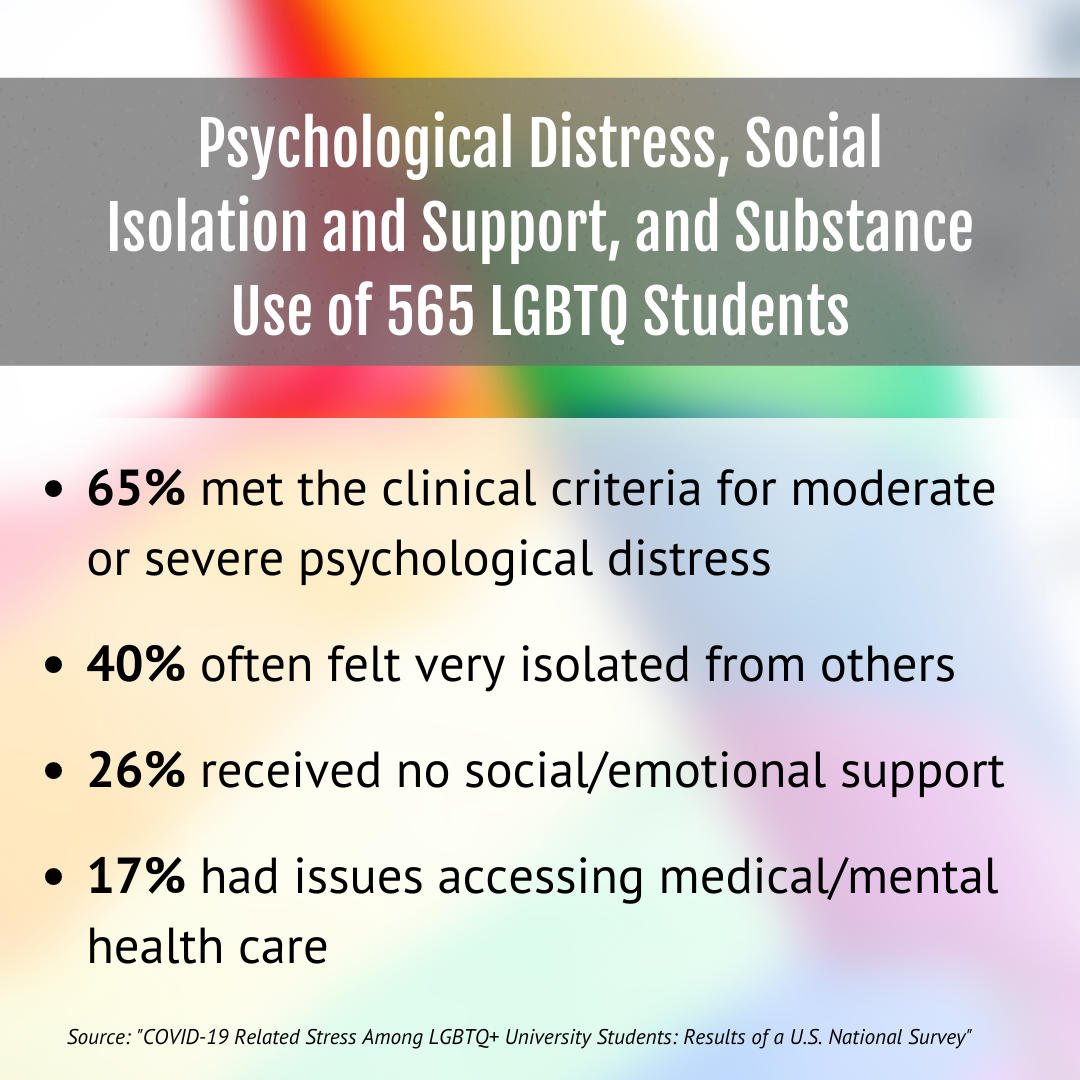 Psychological Distress, Social
Isolation and Support, and Substance
Use of 565 LGBTQ Students
• 65% met the clinical criteria for moderate
or severe psychological distress
• 40% often felt very isolated from others
• 26% received no social/emotional support
• 17% had issues accessing medical/mental
health care
Source: "COVID-19 Related Stress Among LGBTQ+ University Students: Results of a U.S. National Survey"